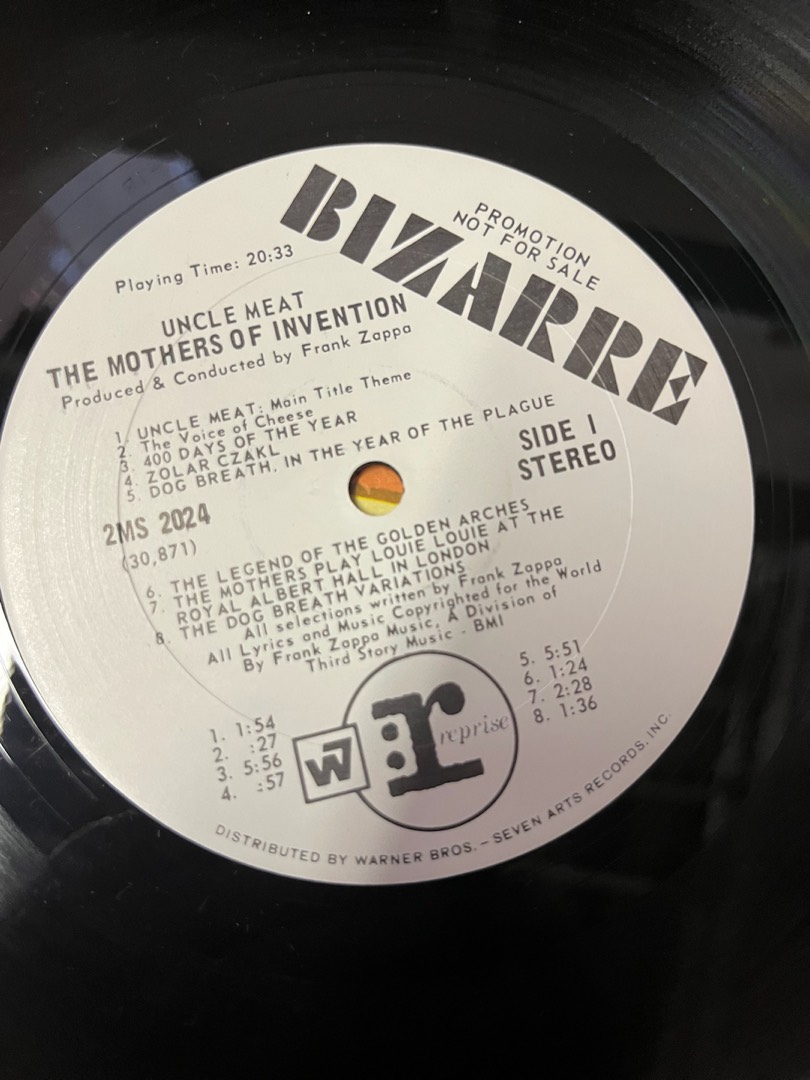 BIZARRE
PROMOTION
NOT FOR SALE
Playing Time: 20:33
UNCLE MEAT
THE MOTHERS OF INVENTION
Produced & Conducted by Frank Zappa
1. UNCLE MEAT: Main Title Theme
2. The Voice of Cheese
3. 400 DAYS OF THE YEAR
4. ZOLAR CZAKL
5. DOG BREATH, IN THE YEAR OF THE PLAGUE
SIDE 1
STEREO
2MS 2024
(30,871)
6. THE LEGEND OF THE GOLDEN ARCHES
7. THE MOTHERS PLAY LOUIE LOUIE AT THE
ROYAL ALBERT HALL IN LONDON
8. THE DOG BREATH VARIATIONS
All selections written by Frank Zappa
All Lyrics and Music Copyrighted for the World
By Frank Zappa Music, A Division of
Third Story Music - BMI
1. 1:54
2. :27
3. 5:56
4. :57
5. 5:51
6. 1:24
7. 2:28
8. 1:36
W7
r: reprise
DISTRIBUTED BY WARNER BROS. – SEVEN ARTS RECORDS, INC.